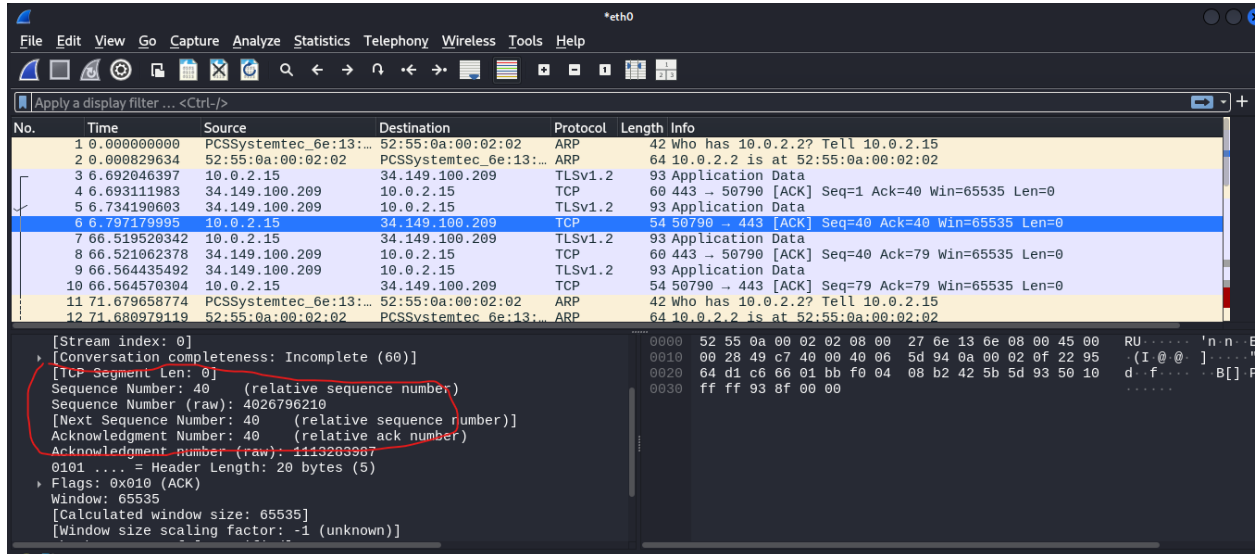 *eth0
File Edit View Go Capture Analyze Statistics Telephony Wireless Tools Help
Apply a display filter ... <Ctrl-/>
No. Time Source Destination Protocol Length Info
1 0.000000000 PCSSystemtec_6e:13:… 52:55:0a:00:02:02 ARP 42 Who has 10.0.2.2? Tell 10.0.2.15
2 0.000829634 52:55:0a:00:02:02 PCSSystemtec_6e:13:… ARP 64 10.0.2.2 is at 52:55:0a:00:02:02
3 6.692046397 10.0.2.15 34.149.100.209 TLSv1.2 93 Application Data
4 6.693111983 34.149.100.209 10.0.2.15 TCP 60 443 → 50790 [ACK] Seq=1 Ack=40 Win=65535 Len=0
5 6.734190603 34.149.100.209 10.0.2.15 TLSv1.2 93 Application Data
6 6.797179995 10.0.2.15 34.149.100.209 TCP 54 50790 → 443 [ACK] Seq=40 Ack=40 Win=65535 Len=0
7 66.519520342 10.0.2.15 34.149.100.209 TLSv1.2 93 Application Data
8 66.521062378 34.149.100.209 10.0.2.15 TCP 60 443 → 50790 [ACK] Seq=40 Ack=79 Win=65535 Len=0
9 66.564435492 34.149.100.209 10.0.2.15 TLSv1.2 93 Application Data
10 66.564570304 10.0.2.15 34.149.100.209 TCP 54 50790 → 443 [ACK] Seq=79 Ack=79 Win=65535 Len=0
11 71.679658774 PCSSystemtec_6e:13:… 52:55:0a:00:02:02 ARP 42 Who has 10.0.2.2? Tell 10.0.2.15
12 71.680979119 52:55:0a:00:02:02 PCSSystemtec_6e:13:… ARP 64 10.0.2.2 is at 52:55:0a:00:02:02
[Stream index: 0]
[Conversation completeness: Incomplete (60)]
[TCP Segment Len: 0]
Sequence Number: 40 (relative sequence number)
Sequence Number (raw): 4026796210
[Next Sequence Number: 40 (relative sequence number)]
Acknowledgment Number: 40 (relative ack number)
Acknowledgment number (raw): 1113283987
0101 .... = Header Length: 20 bytes (5)
Flags: 0x010 (ACK)
Window: 65535
[Calculated window size: 65535]
[Window size scaling factor: -1 (unknown)]
0000 52 55 0a 00 02 02 08 00 27 6e 13 6e 08 00 45 00 RU······ 'n·n··E
0010 00 28 49 c7 40 00 40 06 5d 94 0a 00 02 0f 22 95 ·(I·@·@· ]·····"
0020 64 d1 c6 66 01 bb f0 04 08 b2 42 5b 5d 93 50 10 d··f···· ··B[]·P
0030 ff ff 93 8f 00 00 ······